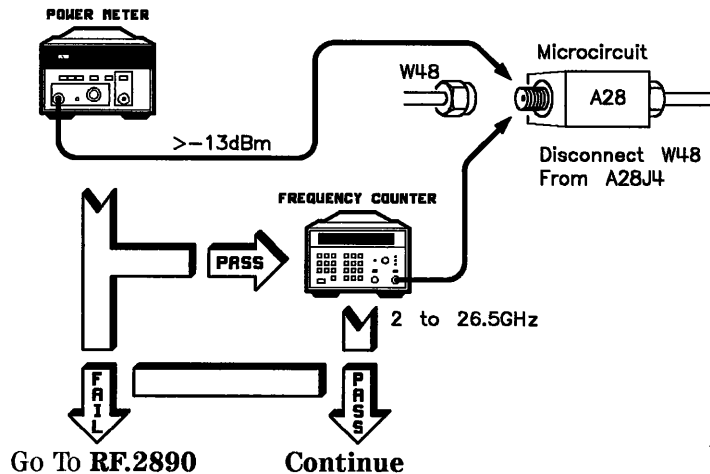 POWER METER
Microcircuit
W48
A28
>-13dBm
Disconnect W48
From A28J4
FREQUENCY COUNTER
PASS
2 to 26.5GHz
FAIL
PASS
Go To RF.2890
Continue